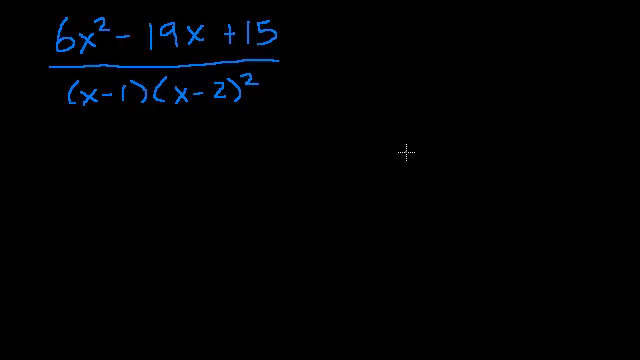 6x² - 19x + 15
(x-1)(x-2)²